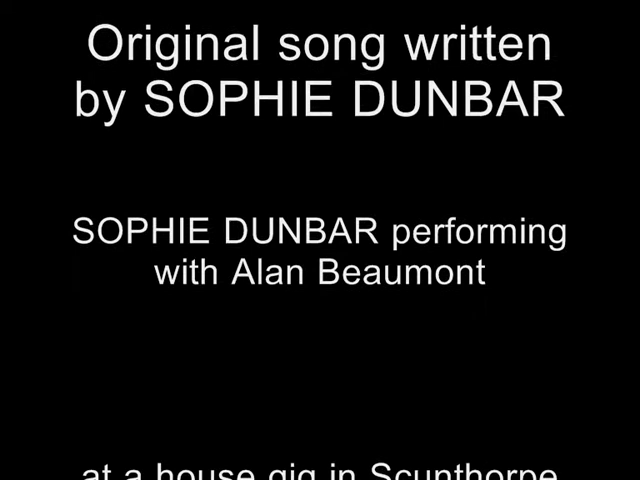 Original song written
by SOPHIE DUNBAR
SOPHIE DUNBAR performing
with Alan Beaumont
at a house gig in Scunthorpe